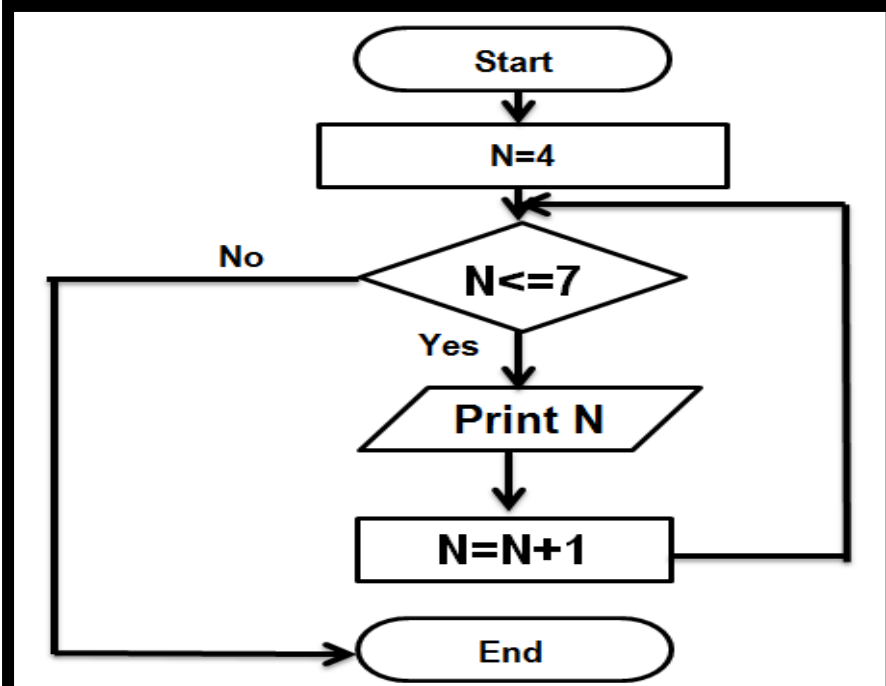 Start
N=4
No
N<=7
Yes
Print N
N=N+1
End